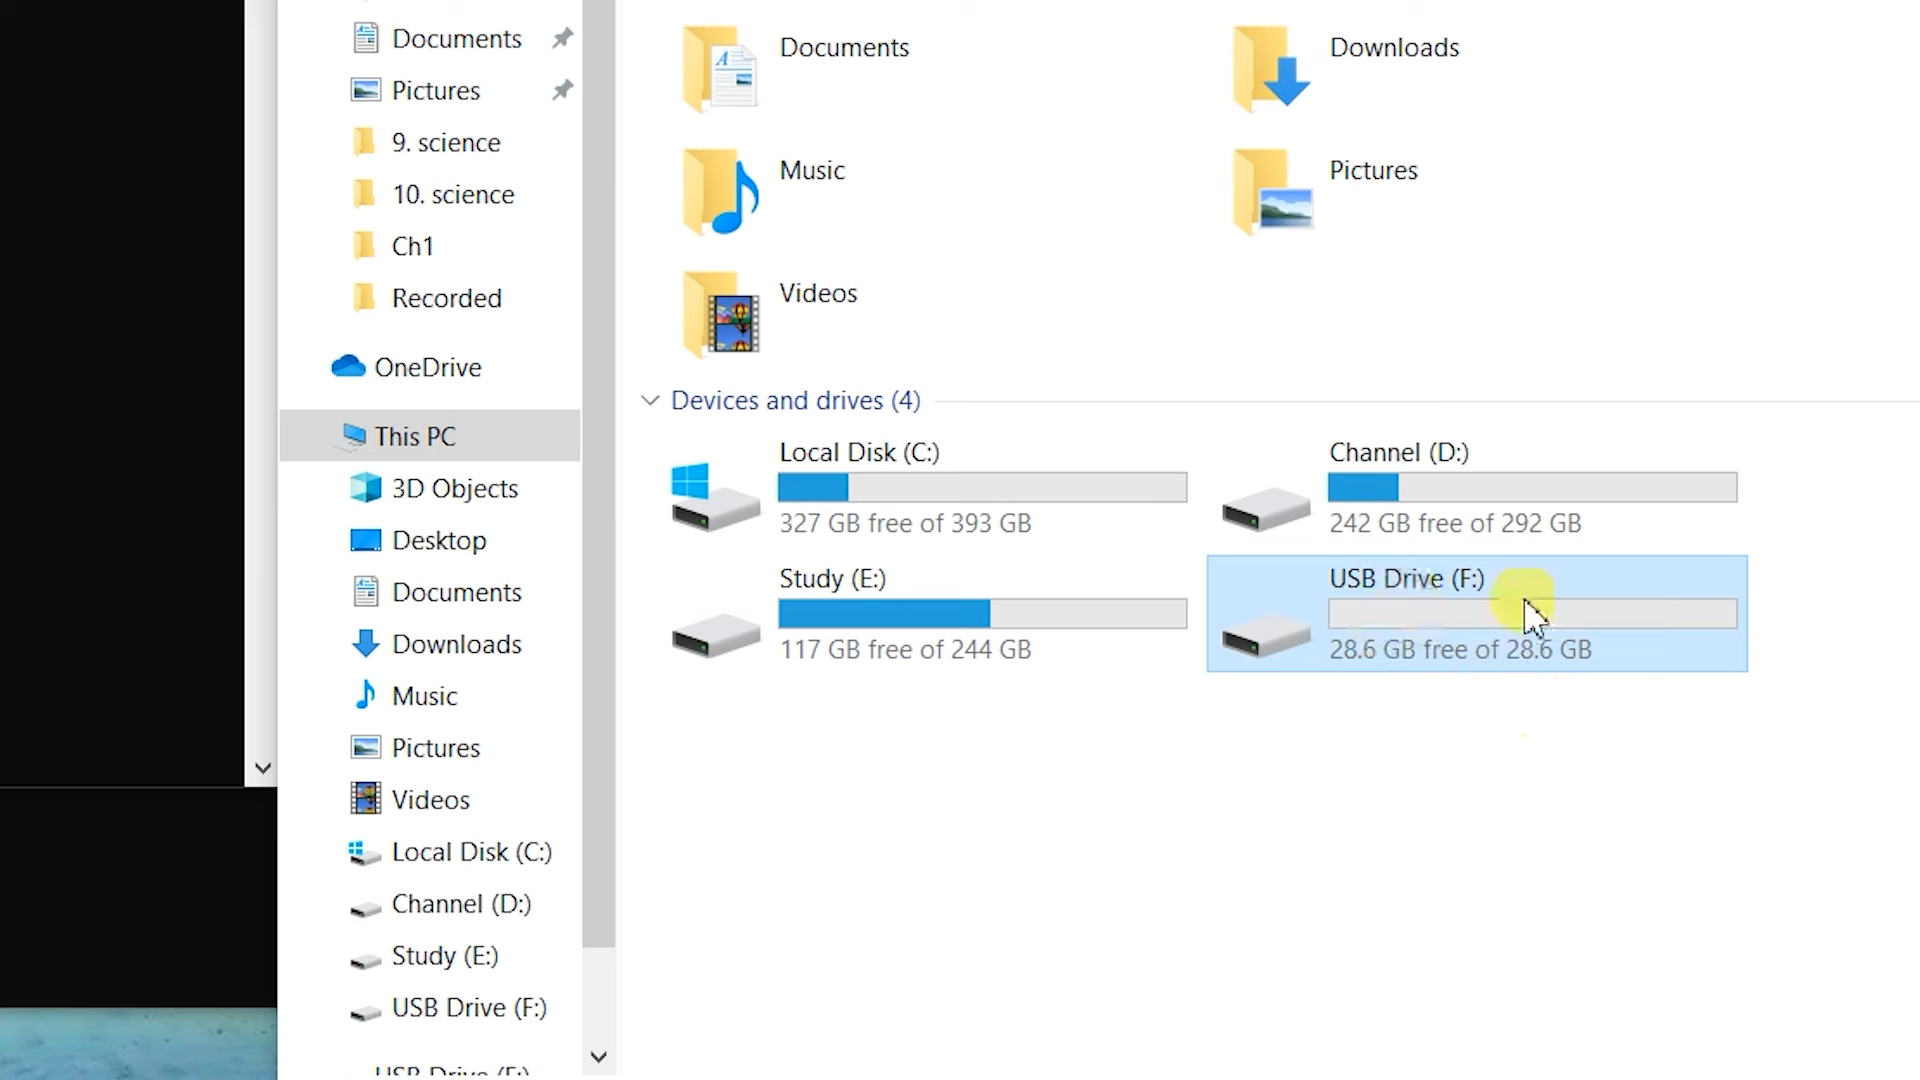 Documents
Pictures
9. science
10. science
Ch1
Recorded
OneDrive
This PC
3D Objects
Desktop
Documents
Downloads
Music
Pictures
Videos
Local Disk (C:)
Channel (D:)
Study (E:)
USB Drive (F:)
USB Drive (F:)
Documents
Downloads
Music
Pictures
Videos
Devices and drives (4)
Local Disk (C:)
327 GB free of 393 GB
Channel (D:)
242 GB free of 292 GB
Study (E:)
117 GB free of 244 GB
USB Drive (F:)
28.6 GB free of 28.6 GB